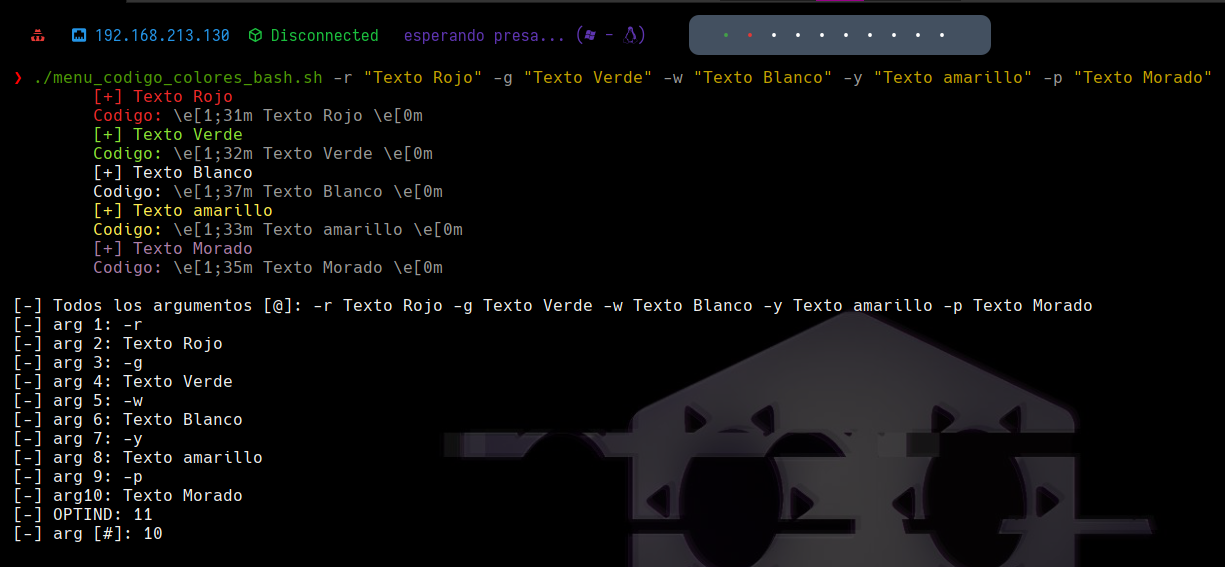 192.168.213.130 Disconnected esperando presa... ( - )
❯ ./menu_codigo_colores_bash.sh -r "Texto Rojo" -g "Texto Verde" -w "Texto Blanco" -y "Texto amarillo" -p "Texto Morado"
[+] Texto Rojo
Codigo: \e[1;31m Texto Rojo \e[0m
[+] Texto Verde
Codigo: \e[1;32m Texto Verde \e[0m
[+] Texto Blanco
Codigo: \e[1;37m Texto Blanco \e[0m
[+] Texto amarillo
Codigo: \e[1;33m Texto amarillo \e[0m
[+] Texto Morado
Codigo: \e[1;35m Texto Morado \e[0m
[-] Todos los argumentos [@]: -r Texto Rojo -g Texto Verde -w Texto Blanco -y Texto amarillo -p Texto Morado
[-] arg 1: -r
[-] arg 2: Texto Rojo
[-] arg 3: -g
[-] arg 4: Texto Verde
[-] arg 5: -w
[-] arg 6: Texto Blanco
[-] arg 7: -y
[-] arg 8: Texto amarillo
[-] arg 9: -p
[-] arg10: Texto Morado
[-] OPTIND: 11
[-] arg [#]: 10